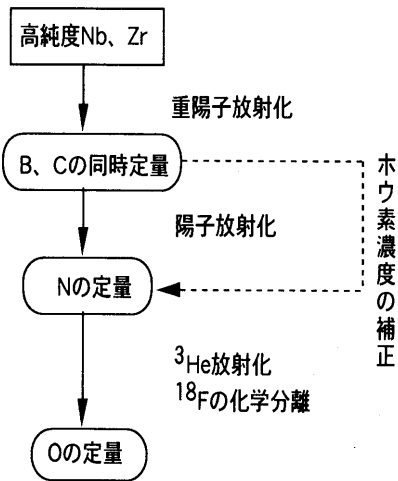 高純度Nb、Zr
重陽子放射化
B、Cの同時定量
陽子放射化
ホウ素濃度の補正
Nの定量
³He放射化
¹⁸Fの化学分離
Oの定量